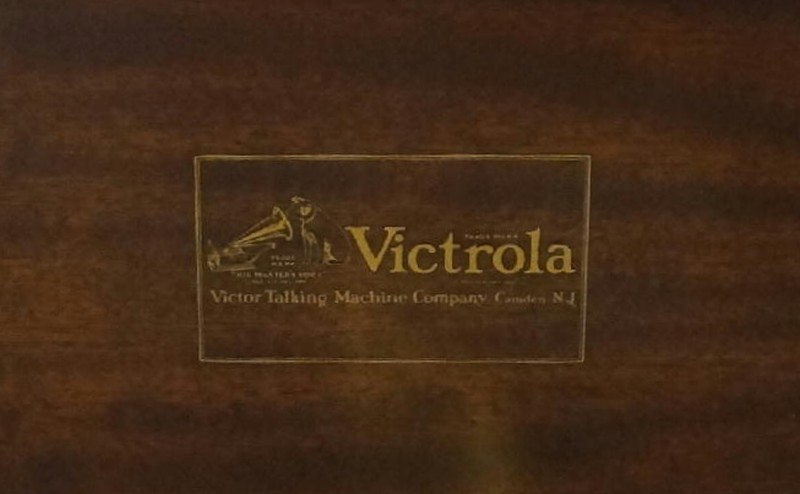 Victrola
"HIS MASTER'S VOICE"
Victor Talking Machine Company, Camden N.J.